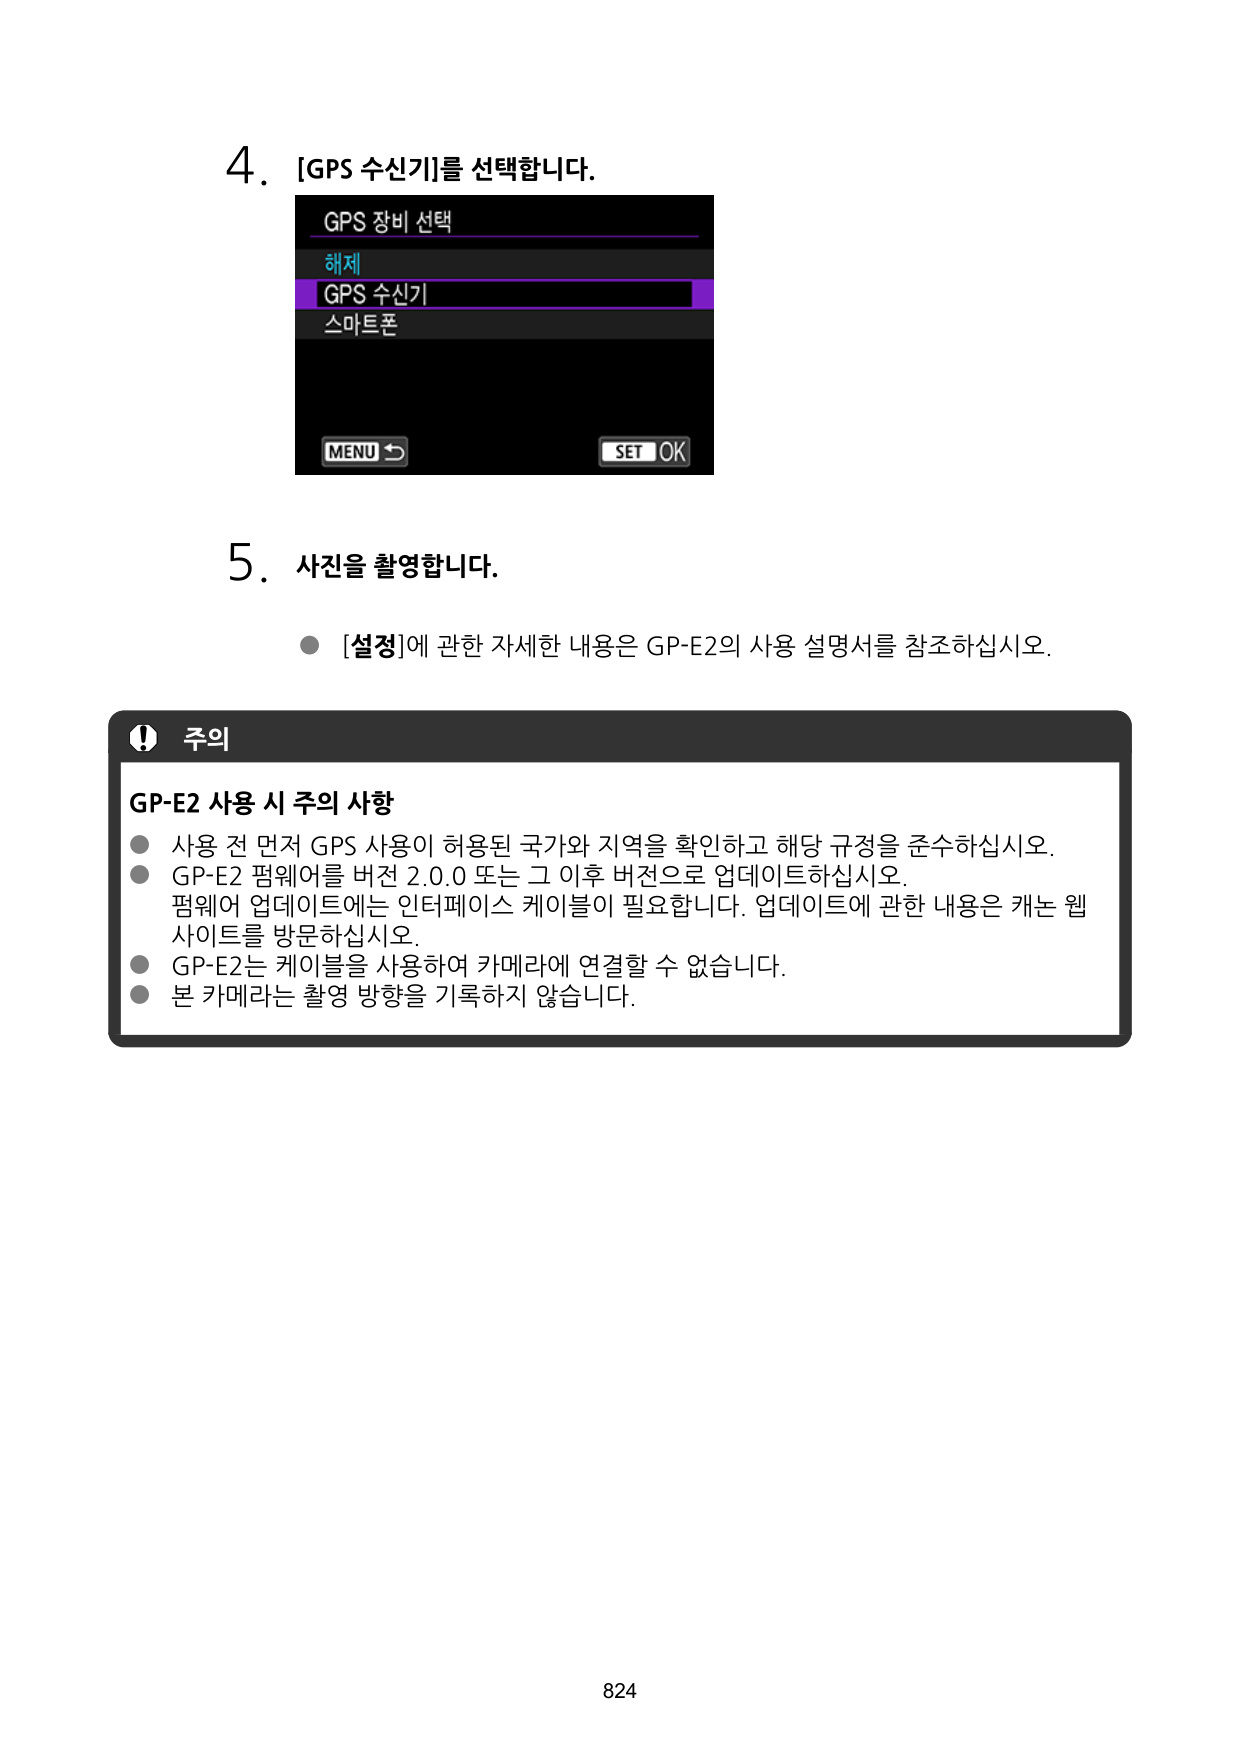 4. [GPS 수신기]를 선택합니다.
GPS 장비 선택
해제
GPS 수신기
스마트폰
MENU
SET OK
5. 사진을 촬영합니다.
● [설정]에 관한 자세한 내용은 GP-E2의 사용 설명서를 참조하십시오.
주의
GP-E2 사용 시 주의 사항
● 사용 전 먼저 GPS 사용이 허용된 국가와 지역을 확인하고 해당 규정을 준수하십시오.
● GP-E2 펌웨어를 버전 2.0.0 또는 그 이후 버전으로 업데이트하십시오.
펌웨어 업데이트에는 인터페이스 케이블이 필요합니다. 업데이트에 관한 내용은 캐논 웹
사이트를 방문하십시오.
● GP-E2는 케이블을 사용하여 카메라에 연결할 수 없습니다.
● 본 카메라는 촬영 방향을 기록하지 않습니다.
824